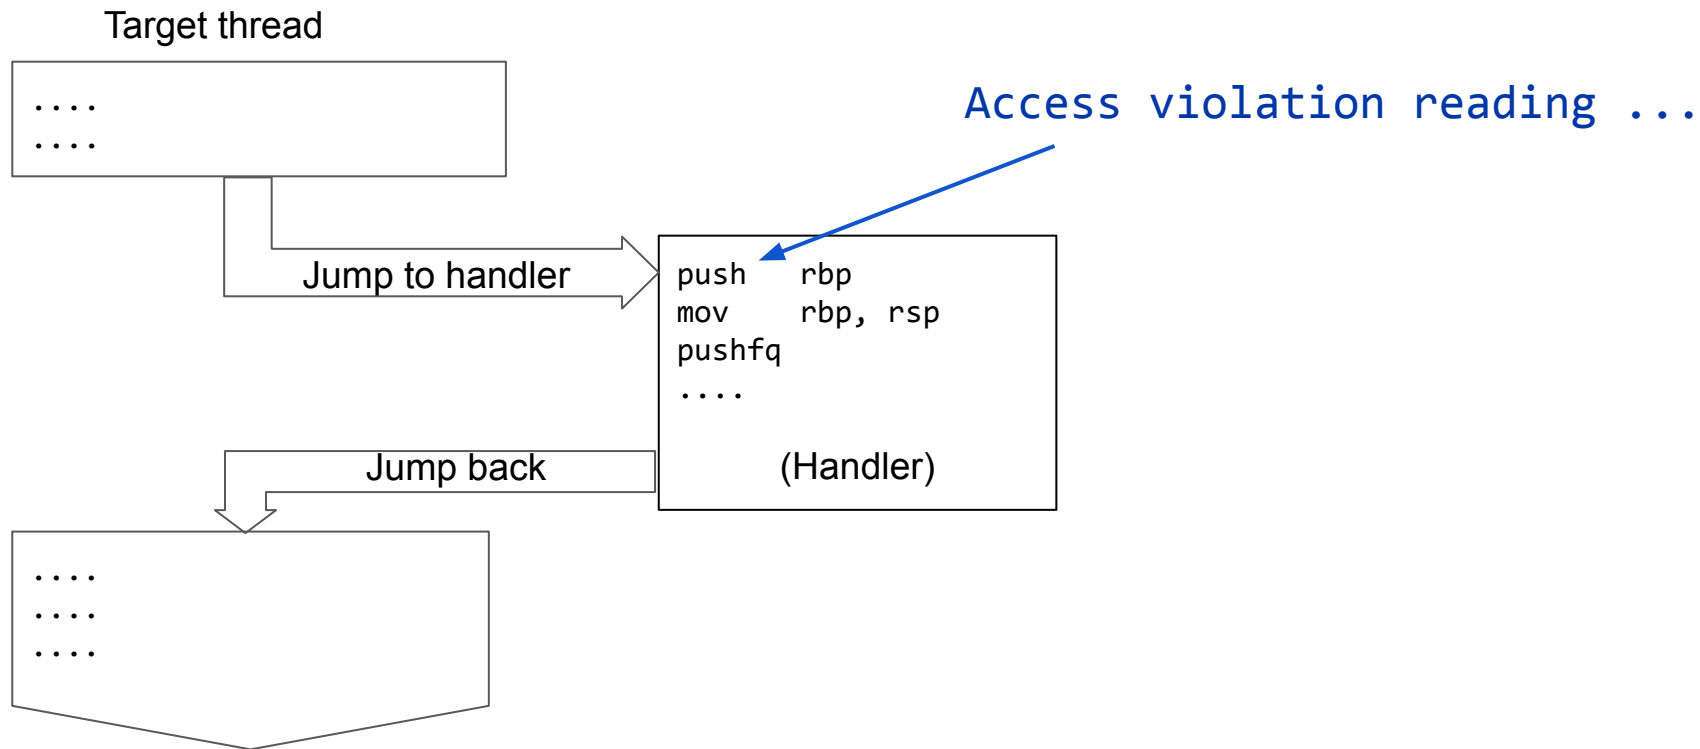 Target thread
....
....
Access violation reading ...
Jump to handler
push rbp
mov rbp, rsp
pushfq
....
(Handler)
Jump back
....
....
....